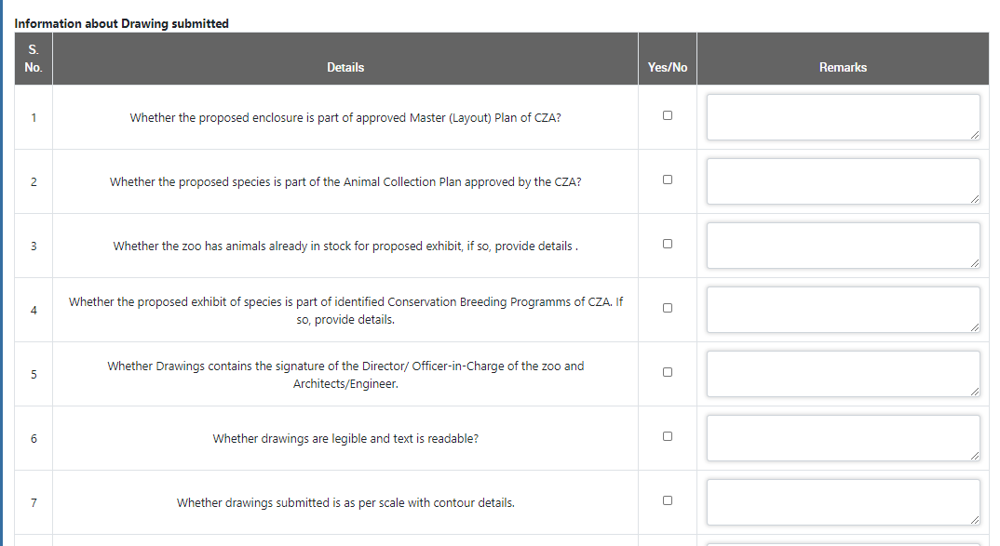 Information about Drawing submitted
S.
No. Details Yes/No Remarks
1 Whether the proposed enclosure is part of approved Master (Layout) Plan of CZA?
2 Whether the proposed species is part of the Animal Collection Plan approved by the CZA?
3 Whether the zoo has animals already in stock for proposed exhibit, if so, provide details .
4 Whether the proposed exhibit of species is part of identified Conservation Breeding Programms of CZA. If
so, provide details.
5 Whether Drawings contains the signature of the Director/ Officer-in-Charge of the zoo and
Architects/Engineer.
6 Whether drawings are legible and text is readable?
7 Whether drawings submitted is as per scale with contour details.